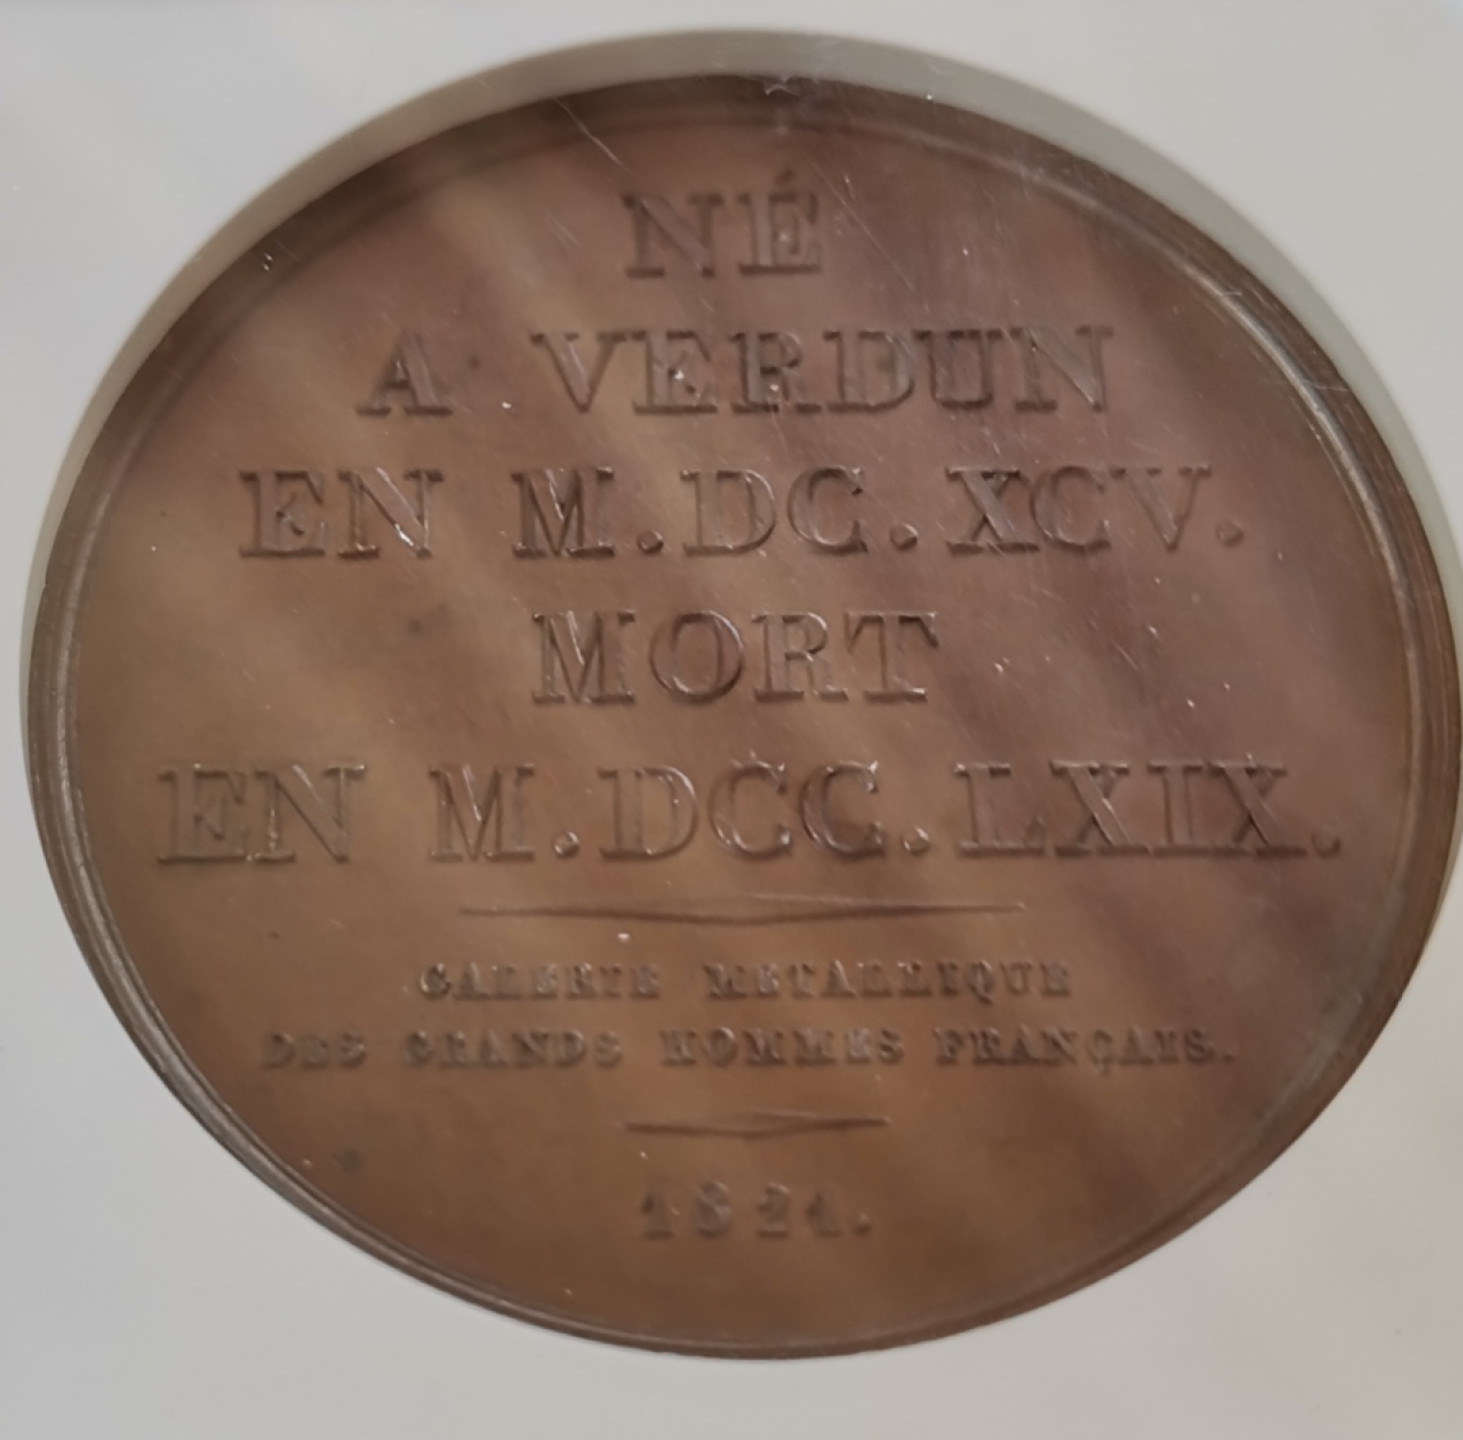 NÉ
A VERDUN
EN M.DC.XCV.
MORT
EN M.DCC.LXIX.
GALERIE METALLIQUE
DES GRANDS HOMMES FRANÇAIS.
1821.